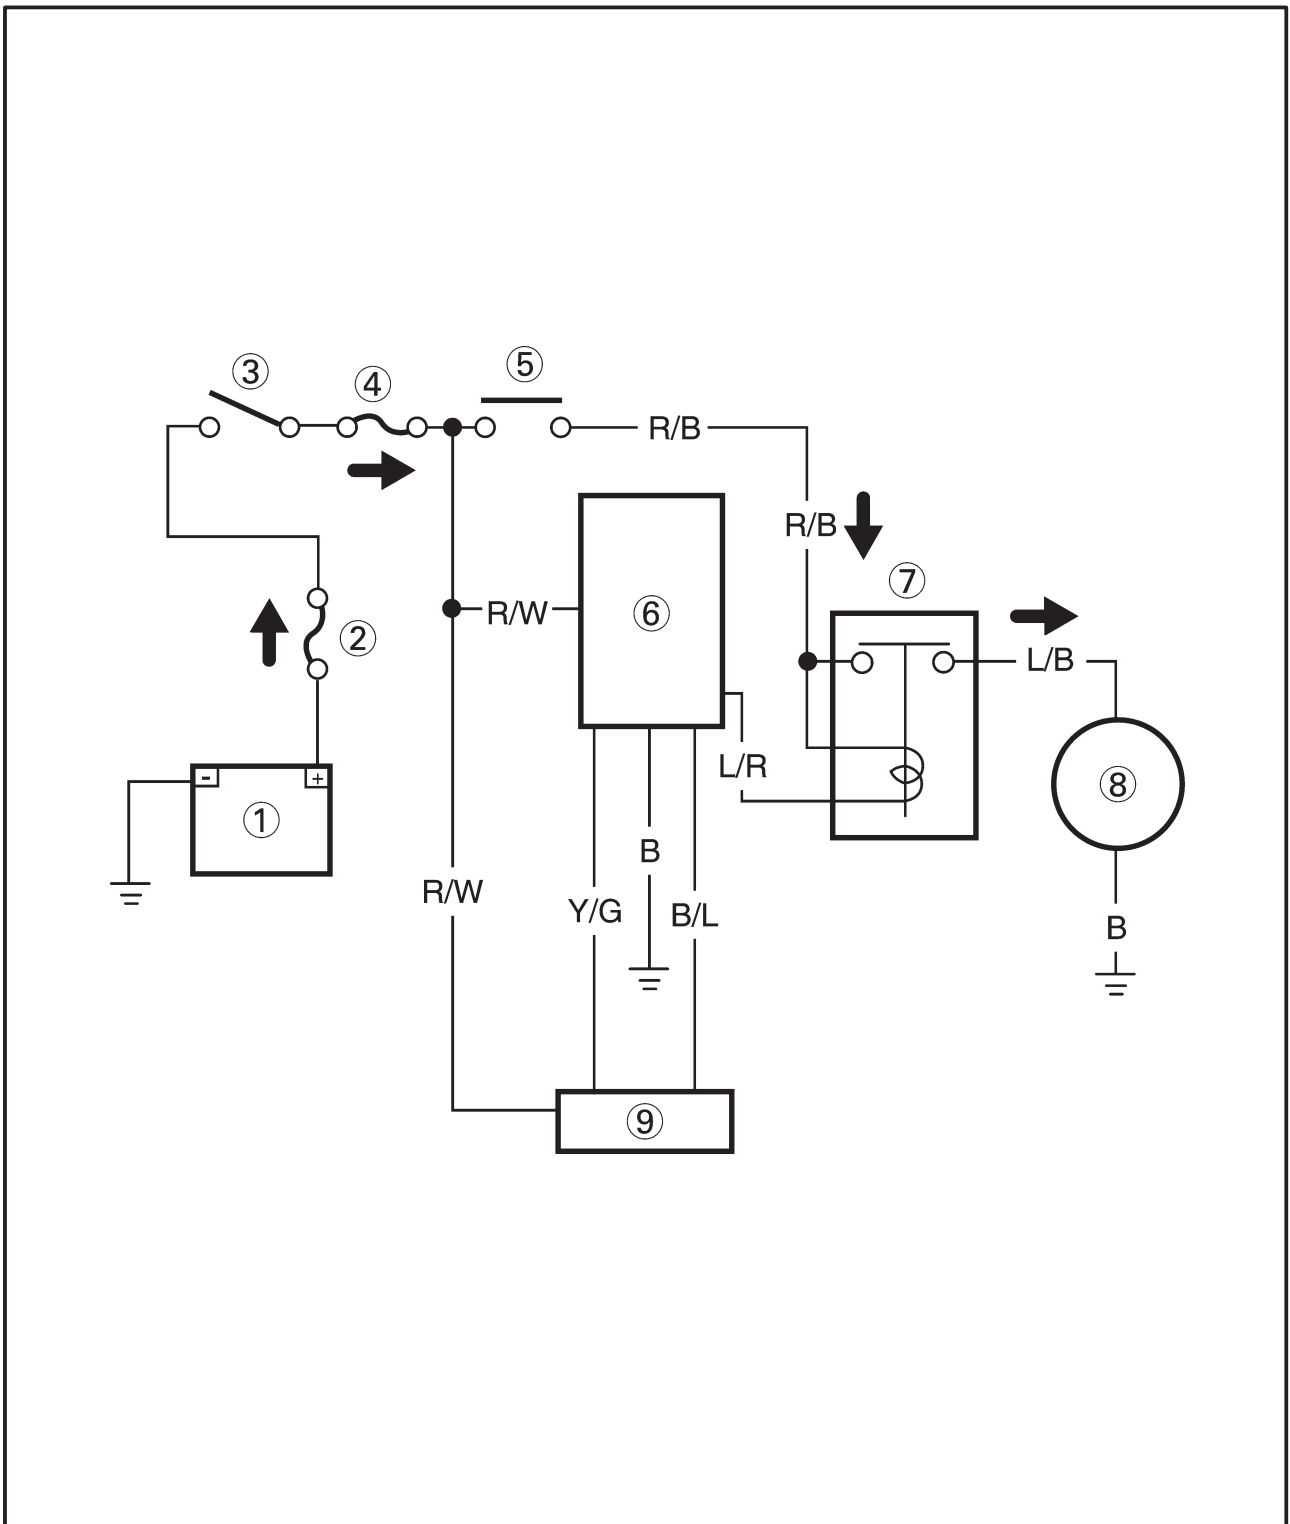 ③
④
⑤
R/B
R/B
⑦
R/W
⑥
②
L/B
L/R
- +
①
⑧
B
R/W
Y/G
B/L
B
⑨